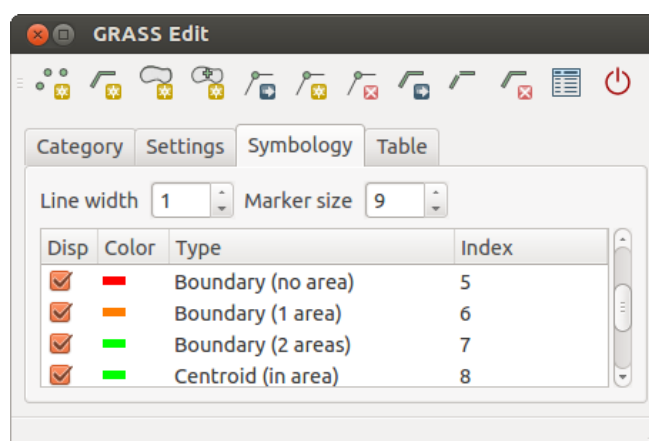 GRASS Edit
Category Settings Symbology Table
Line width 1 Marker size 9
Disp Color Type Index
Boundary (no area) 5
Boundary (1 area) 6
Boundary (2 areas) 7
Centroid (in area) 8